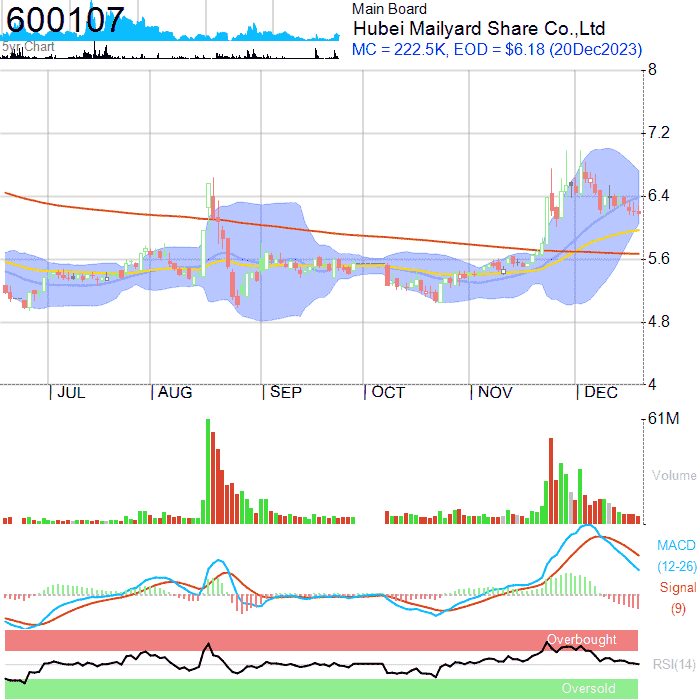 600107
5yr Chart
Main Board
Hubei Mailyard Share Co.,Ltd
MC = 222.5K, EOD = $6.18 (20Dec2023)
8
7.2
6.4
5.6
4.8
4
JUL AUG SEP OCT NOV DEC
61M
Volume
MACD
(12-26)
Signal
(9)
Overbought
RSI(14)
Oversold